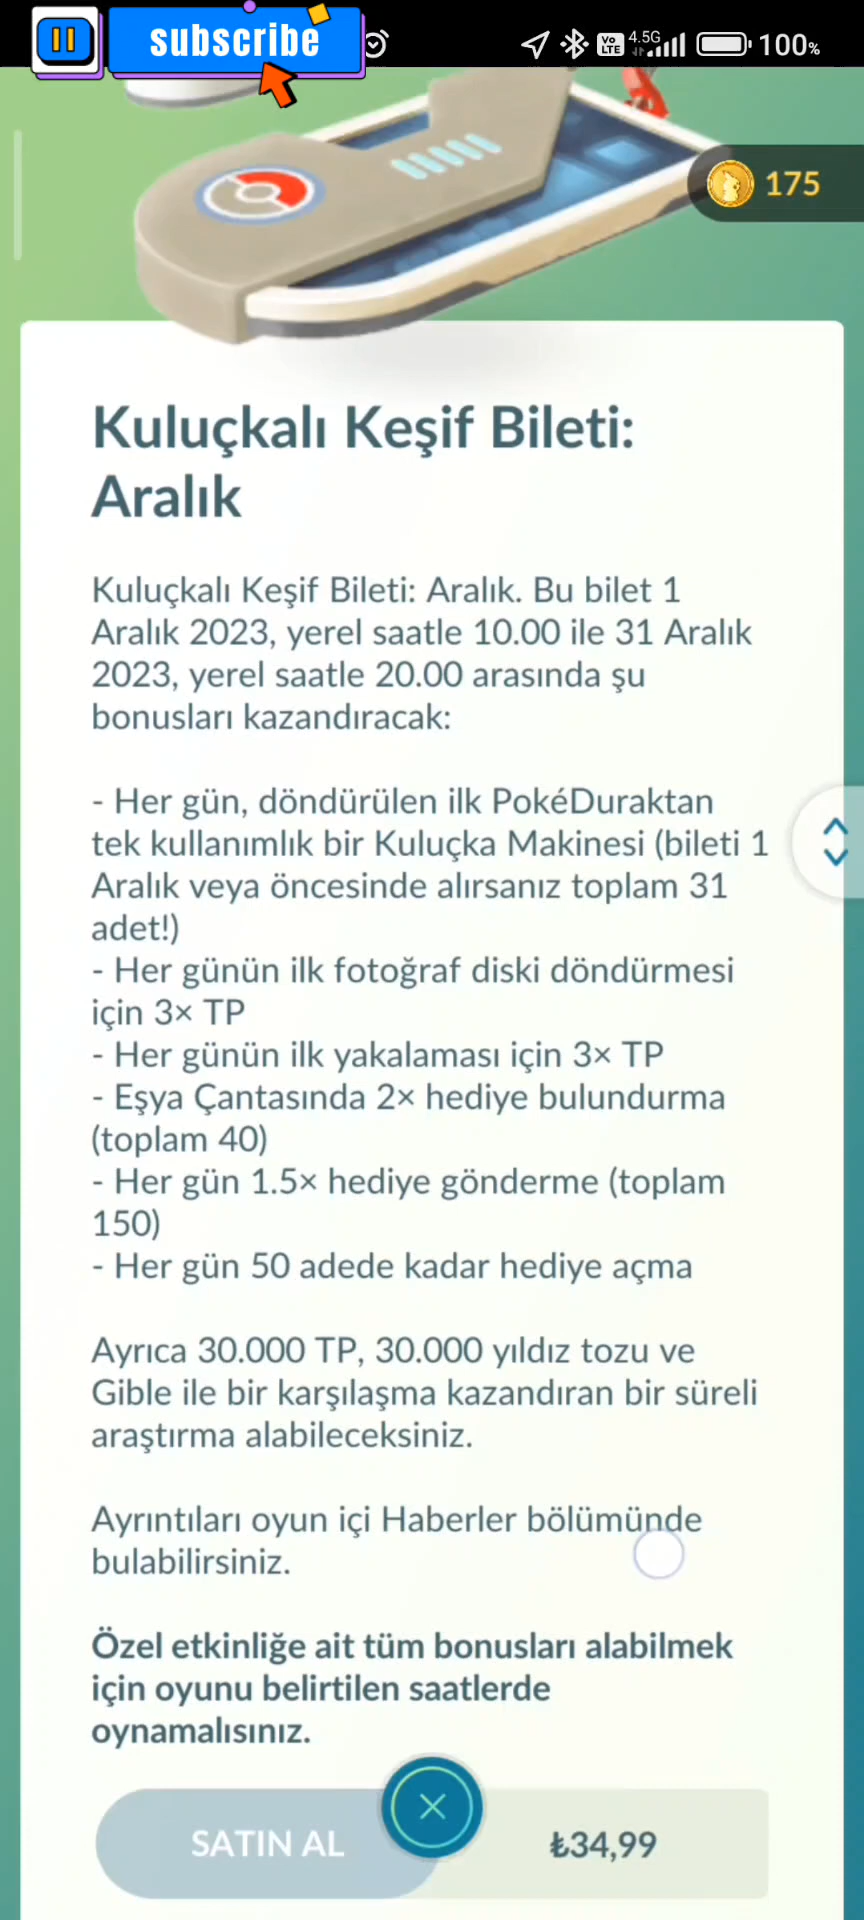 subscribe
Vo
LTE
4.5G
100%
175
Kuluçkalı Keşif Bileti:
Aralık
Kuluçkalı Keşif Bileti: Aralık. Bu bilet 1
Aralık 2023, yerel saatle 10.00 ile 31 Aralık
2023, yerel saatle 20.00 arasında şu
bonusları kazandıracak:
- Her gün, döndürülen ilk PokéDuraktan
tek kullanımlık bir Kuluçka Makinesi (bileti 1
Aralık veya öncesinde alırsanız toplam 31
adet!)
- Her günün ilk fotoğraf diski döndürmesi
için 3× TP
- Her günün ilk yakalaması için 3× TP
- Eşya Çantasında 2× hediye bulundurma
(toplam 40)
- Her gün 1.5× hediye gönderme (toplam
150)
- Her gün 50 adede kadar hediye açma
Ayrıca 30.000 TP, 30.000 yıldız tozu ve
Gible ile bir karşılaşma kazandıran bir süreli
araştırma alabileceksiniz.
Ayrıntıları oyun içi Haberler bölümünde
bulabilirsiniz.
Özel etkinliğe ait tüm bonusları alabilmek
için oyunu belirtilen saatlerde
oynamalısınız.
SATIN AL
₺34,99